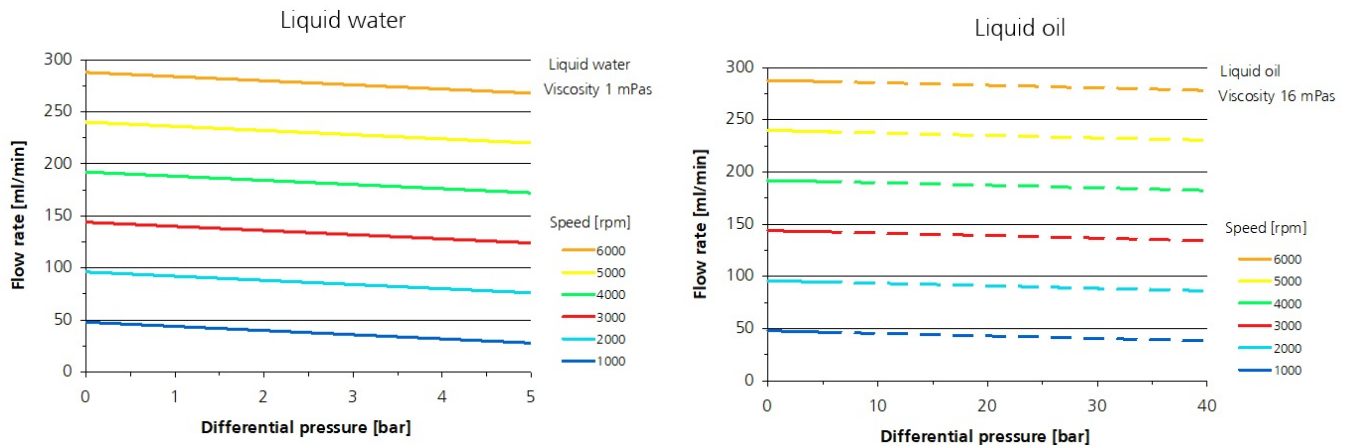 Liquid water
300
250
200
150
100
50
0
Flow rate [ml/min]
0 1 2 3 4 5
Differential pressure [bar]
Liquid water
Viscosity 1 mPas
Speed [rpm]
6000
5000
4000
3000
2000
1000
Liquid oil
300
250
200
150
100
50
0
Flow rate [ml/min]
0 10 20 30 40
Differential pressure [bar]
Liquid oil
Viscosity 16 mPas
Speed [rpm]
6000
5000
4000
3000
2000
1000